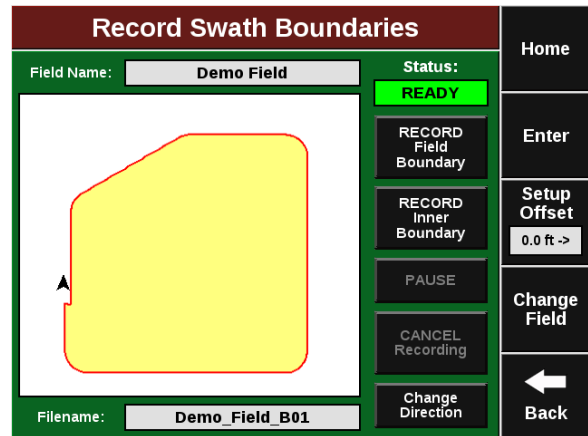 Record Swath Boundaries
Field Name:
Demo Field
Status:
READY
RECORD
Field
Boundary
RECORD
Inner
Boundary
PAUSE
CANCEL
Recording
Change
Direction
Filename:
Demo_Field_B01
Home
Enter
Setup
Offset
0.0 ft ->
Change
Field
Back